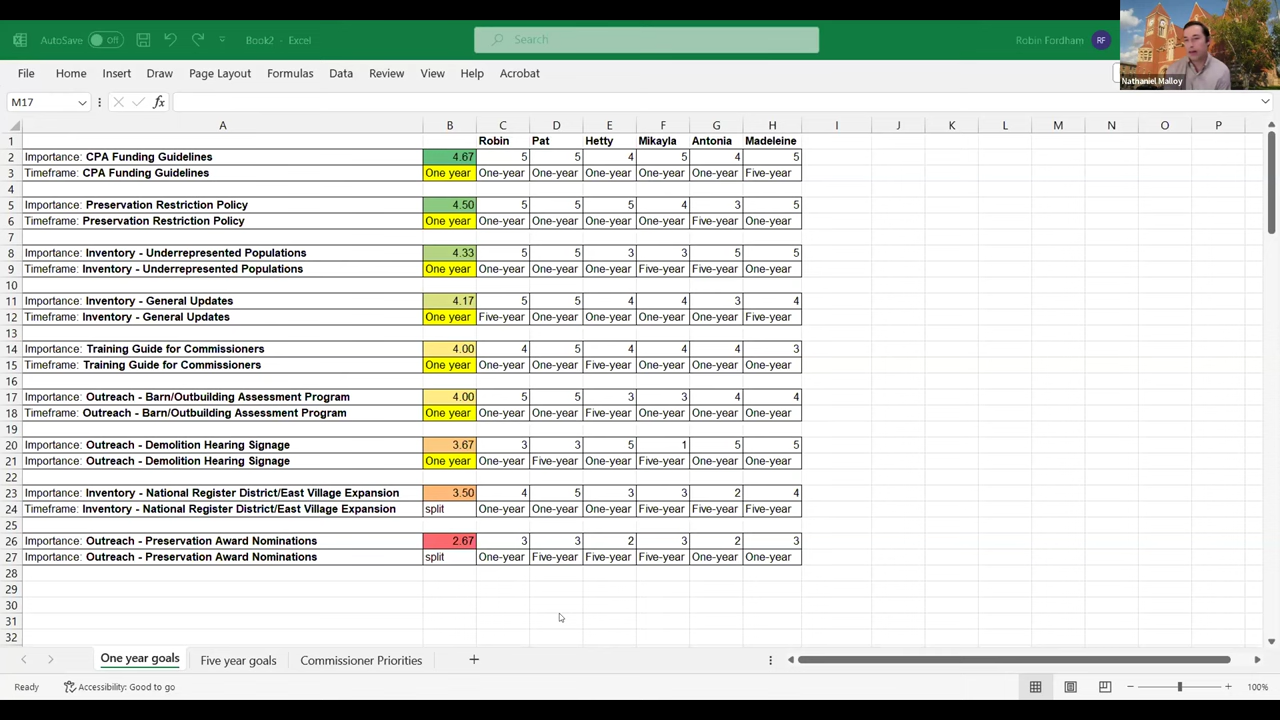 AutoSave Off Book2 - Excel Search Robin Fordham RF
Nathaniel Malloy
File Home Insert Draw Page Layout Formulas Data Review View Help Acrobat
M17 fx
A B C D E F G H I J K L M N O P
1 Robin Pat Hetty Mikayla Antonia Madeleine
2 Importance: CPA Funding Guidelines 4.67 5 5 4 5 4 5
3 Timeframe: CPA Funding Guidelines One year One-year One-year One-year One-year One-year Five-year
4
5 Importance: Preservation Restriction Policy 4.50 5 5 5 4 3 5
6 Timeframe: Preservation Restriction Policy One year One-year One-year One-year One-year Five-year One-year
7
8 Importance: Inventory - Underrepresented Populations 4.33 5 5 3 3 5 5
9 Timeframe: Inventory - Underrepresented Populations One year One-year One-year One-year Five-year Five-year One-year
10
11 Importance: Inventory - General Updates 4.17 5 5 4 4 3 4
12 Timeframe: Inventory - General Updates One year Five-year One-year One-year One-year One-year Five-year
13
14 Importance: Training Guide for Commissioners 4.00 4 5 4 4 4 3
15 Timeframe: Training Guide for Commissioners One year One-year One-year Five-year One-year One-year One-year
16
17 Importance: Outreach - Barn/Outbuilding Assessment Program 4.00 5 5 3 3 4 4
18 Timeframe: Outreach - Barn/Outbuilding Assessment Program One year One-year One-year Five-year One-year One-year One-year
19
20 Importance: Outreach - Demolition Hearing Signage 3.67 3 3 5 1 5 5
21 Importance: Outreach - Demolition Hearing Signage One year One-year Five-year One-year Five-year One-year One-year
22
23 Importance: Inventory - National Register District/East Village Expansion 3.50 4 5 3 3 2 4
24 Timeframe: Inventory - National Register District/East Village Expansion split One-year One-year One-year Five-year Five-year Five-year
25
26 Importance: Outreach - Preservation Award Nominations 2.67 3 3 2 3 2 3
27 Importance: Outreach - Preservation Award Nominations split One-year Five-year One-year Five-year Five-year One-year
28
29
30
31
32
One year goals Five year goals Commissioner Priorities
Ready Accessibility: Good to go 100%